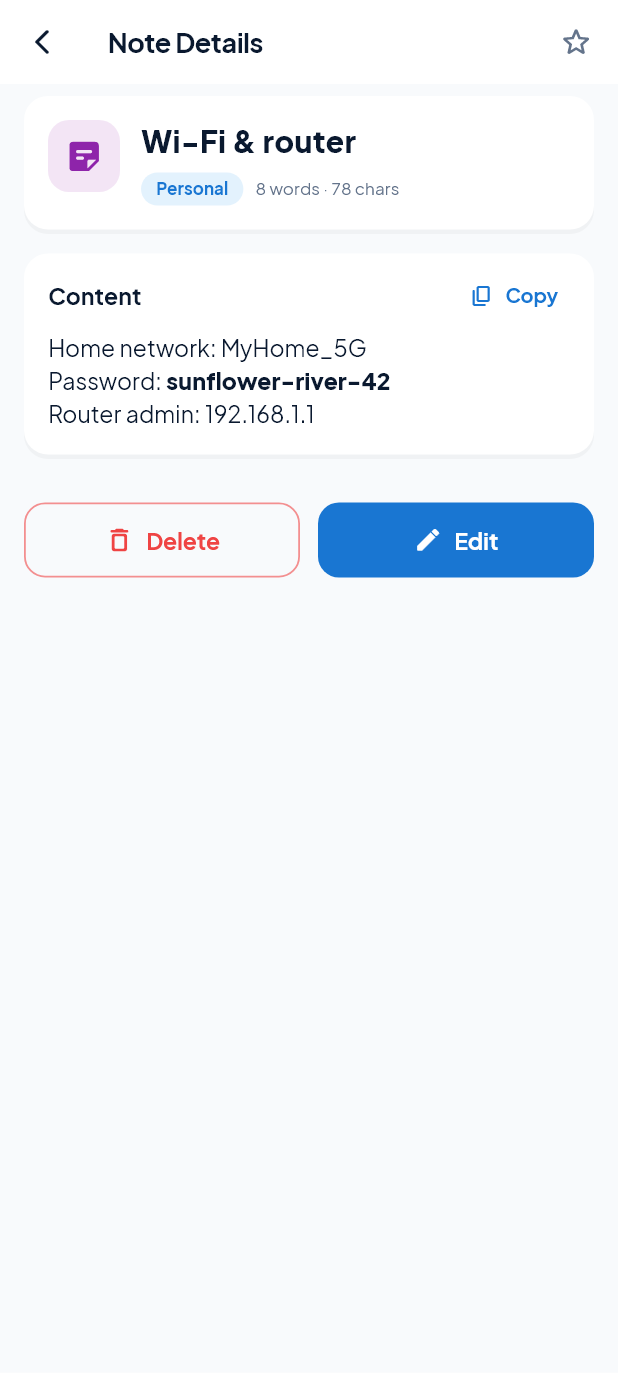 Note Details
Wi-Fi & router
Personal 8 words · 78 chars
Content Copy
Home network: MyHome_5G
Password: sunflower-river-42
Router admin: 192.168.1.1
Delete Edit